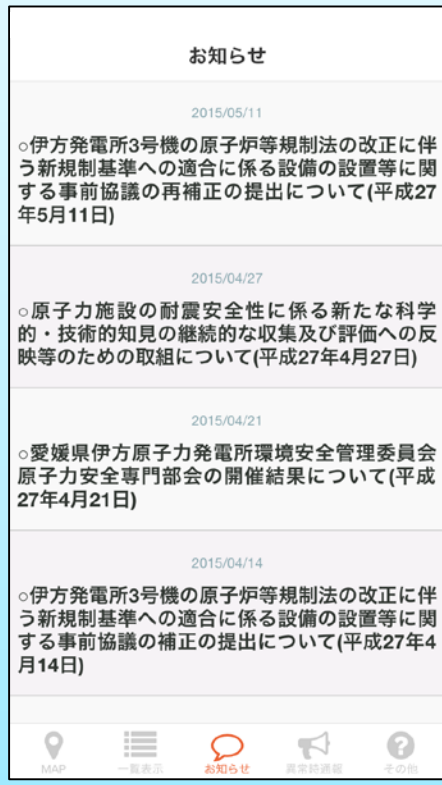 お知らせ
2015/05/11
○伊方発電所3号機の原子炉等規制法の改正に伴
う新規制基準への適合に係る設備の設置等に関
する事前協議の再補正の提出について(平成27
年5月11日)
2015/04/27
○原子力施設の耐震安全性に係る新たな科学
的・技術的知見の継続的な収集及び評価への反
映等のための取組について(平成27年4月27日)
2015/04/21
○愛媛県伊方原子力発電所環境安全管理委員会
原子力安全専門部会の開催結果について(平成
27年4月21日)
2015/04/14
○伊方発電所3号機の原子炉等規制法の改正に伴
う新規制基準への適合に係る設備の設置等に関
する事前協議の補正の提出について(平成27年4
月14日)
MAP
一覧表示
お知らせ
異常時通報
その他